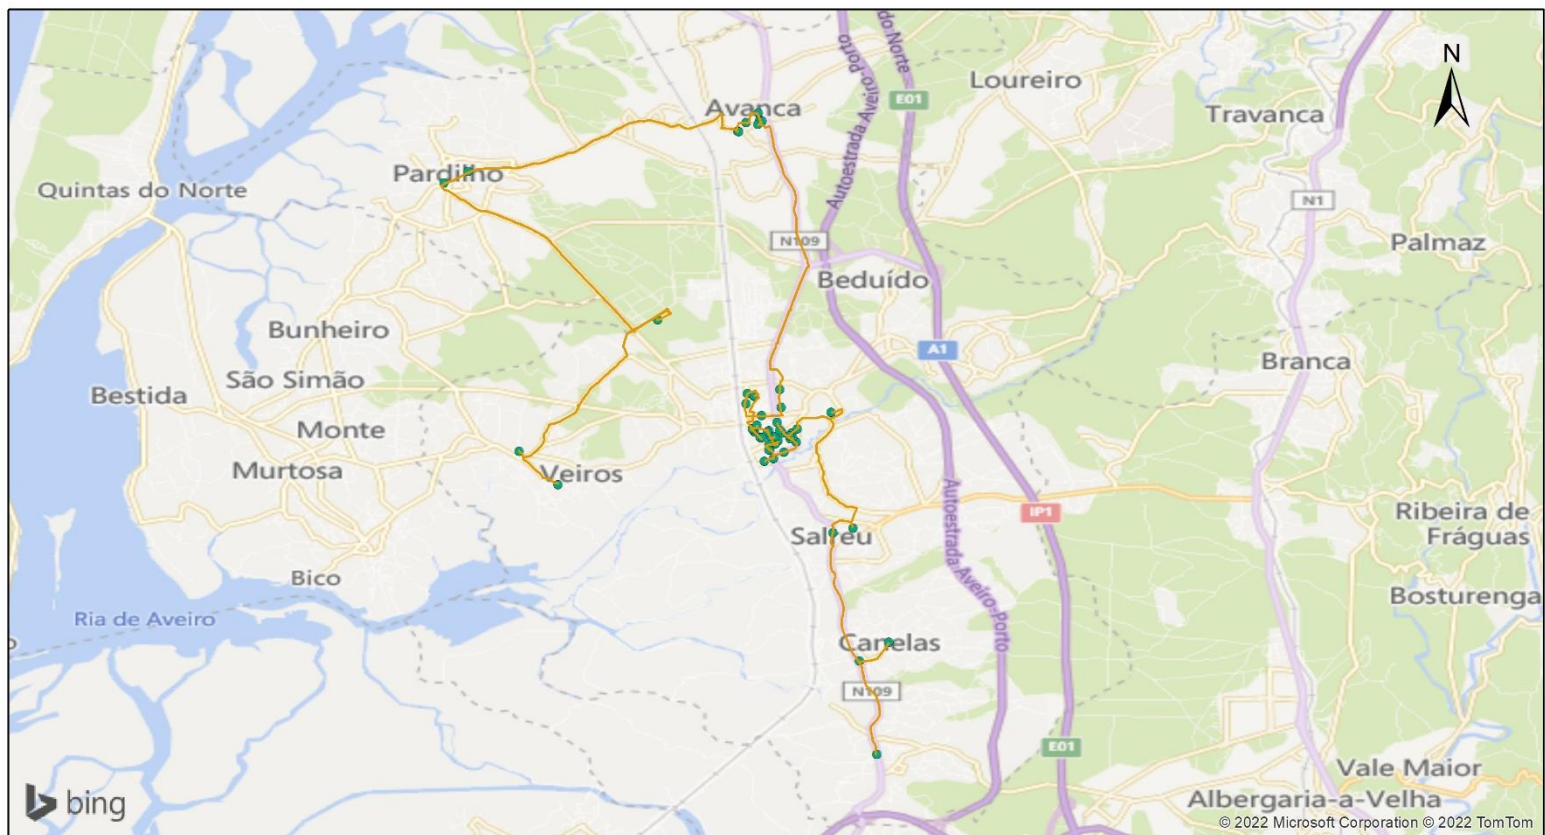 N
do Norte
Autoestrada Aveiro-Porto
Loureiro
E01
Avanca
Travanca
Pardilho
Quintas do Norte
N1
N109
Palmaz
Beduído
Bunheiro
A1
Branca
São Simão
Bestida
Monte
Murtosa
Veiros
Autoestrada Aveiro-Porto
IP1
Ribeira de
Fráguas
Salreu
Bico
Bosturenga
Ria de Aveiro
Canelas
N109
E01
Vale Maior
Albergaria-a-Velha
bing
© 2022 Microsoft Corporation © 2022 TomTom